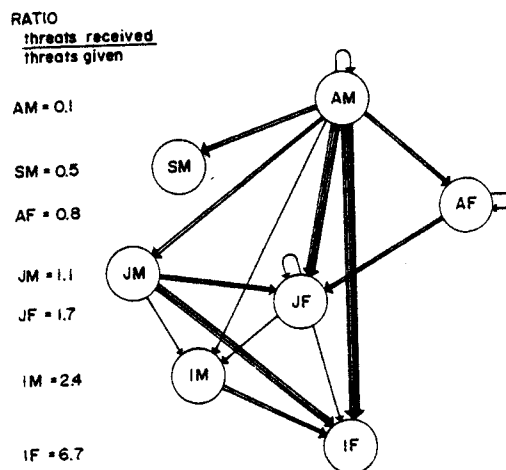 RATIO
threats received
threats given
AM = 0.1
SM = 0.5
AF = 0.8
JM = 1.1
JF = 1.7
IM = 2.4
IF = 6.7
AM
SM
AF
JM
JF
IM
IF